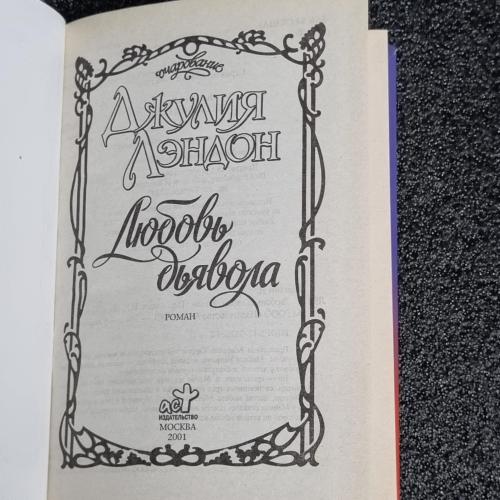 очарование
ДЖУЛИЯ
ЛЭНДОН
Любовь
дьявола
РОМАН
аст
ИЗДАТЕЛЬСТВО
МОСКВА
2001